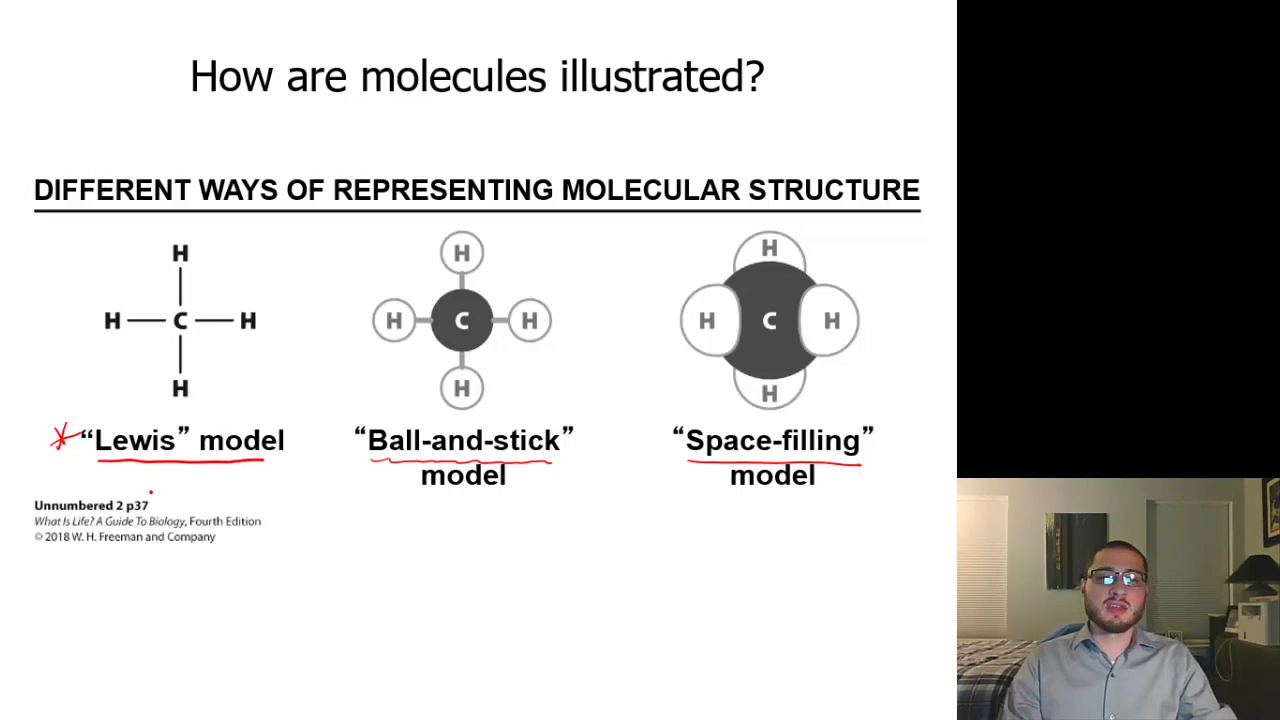 How are molecules illustrated?
DIFFERENT WAYS OF REPRESENTING MOLECULAR STRUCTURE
H
H C H
H
H
H C H
H
H
H C H
H
“Lewis” model
“Ball-and-stick”
model
“Space-filling”
model
Unnumbered 2 p37
What Is Life? A Guide To Biology, Fourth Edition
© 2018 W. H. Freeman and Company